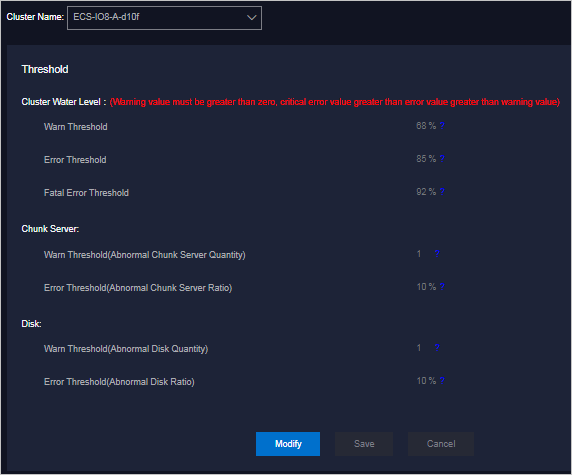 Cluster Name: ECS-IO8-A-d10f
Threshold
Cluster Water Level : (Warning value must be greater than zero, critical error value greater than error value greater than warning value)
Warn Threshold 68 %
Error Threshold 85 %
Fatal Error Threshold 92 %
Chunk Server:
Warn Threshold(Abnormal Chunk Server Quantity) 1
Error Threshold(Abnormal Chunk Server Ratio) 10 %
Disk:
Warn Threshold(Abnormal Disk Quantity) 1
Error Threshold(Abnormal Disk Ratio) 10 %
Modify Save Cancel